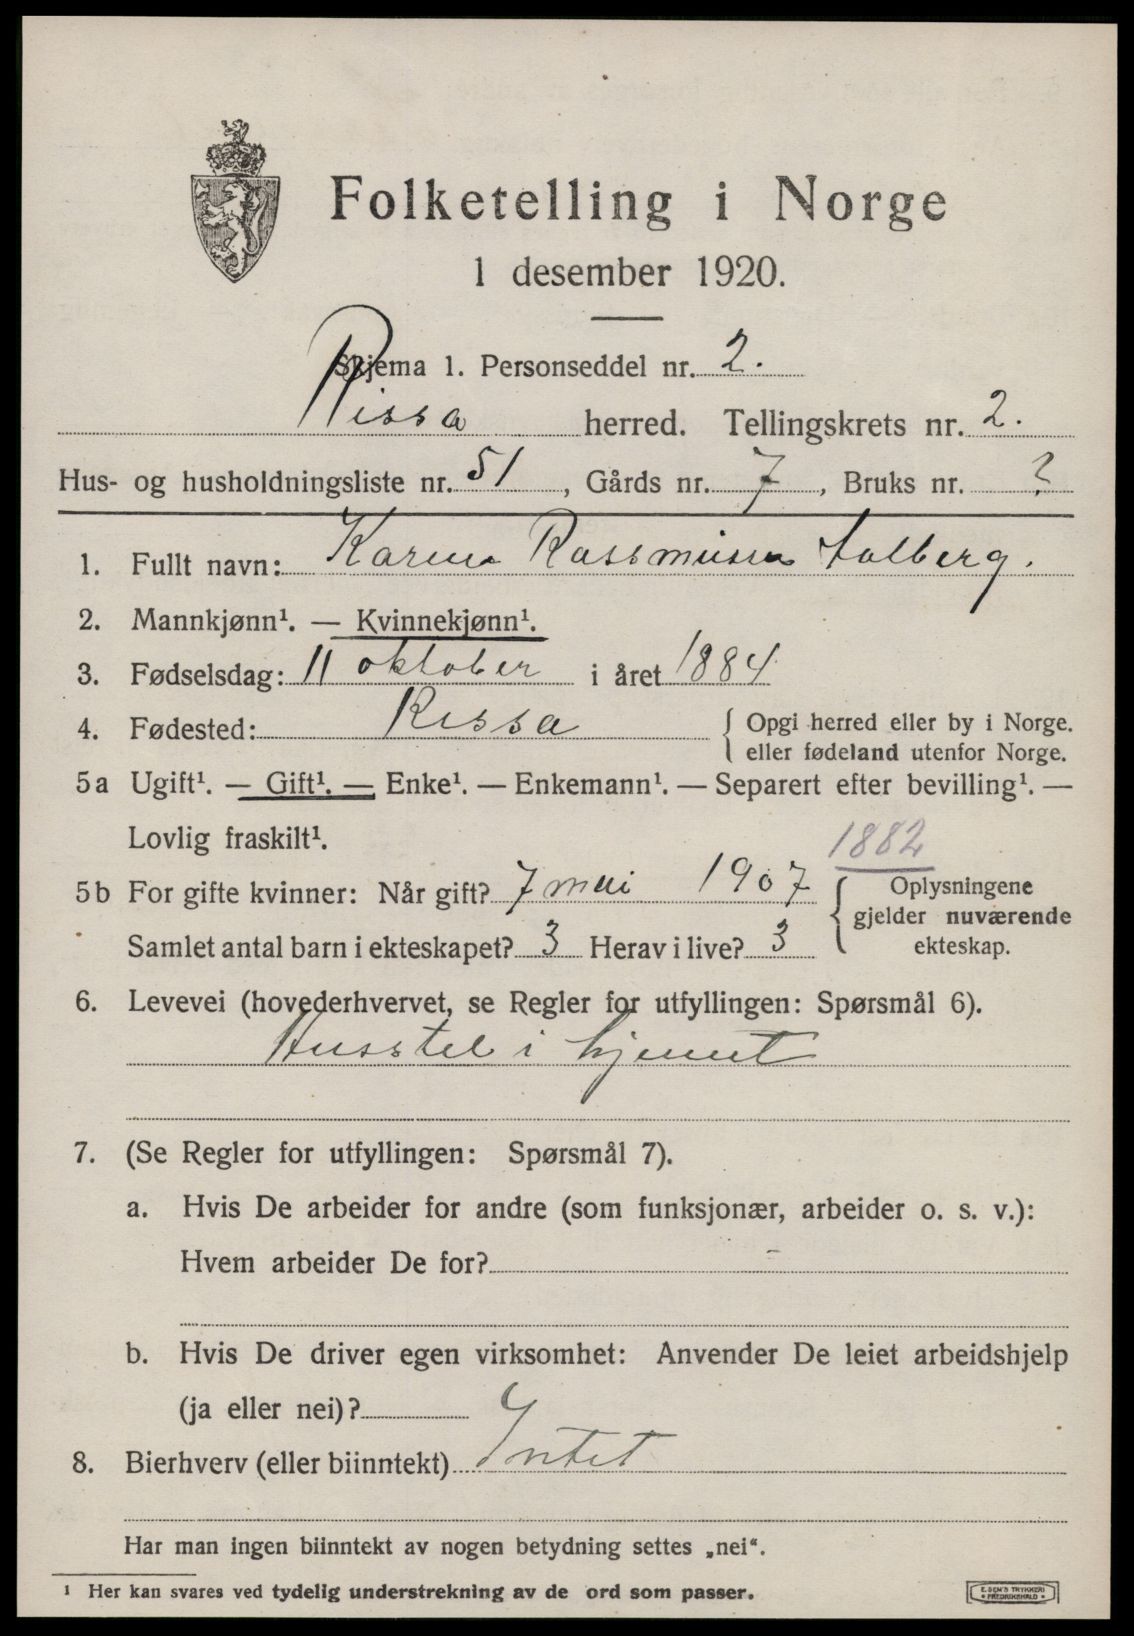 Folketelling i Norge
1 desember 1920.
Skjema 1. Personseddel nr. 2.
Rissa herred. Tellingskrets nr. 2.
Hus- og husholdningsliste nr. 51, Gårds nr. 7, Bruks nr. ?
1. Fullt navn: Karen Rassmusen Solberg.
2. Mannkjønn¹. — Kvinnekjønn¹.
3. Fødselsdag: 11 oktober i året 1884
4. Fødested: Rissa { Opgi herred eller by i Norge.
eller fødeland utenfor Norge.
5a Ugift¹. — Gift¹. — Enke¹. — Enkemann¹. — Separert efter bevilling¹. —
Lovlig fraskilt¹.
1882
5b For gifte kvinner: Når gift? 7 mai 1907 { Oplysningene
gjelder nuværende
Samlet antal barn i ekteskapet? 3 Herav i live? 3 ekteskap.
6. Levevei (hovederhvervet, se Regler for utfyllingen: Spørsmål 6).
Husstel i hjemmet
7. (Se Regler for utfyllingen: Spørsmål 7).
a. Hvis De arbeider for andre (som funksjonær, arbeider o. s. v.):
Hvem arbeider De for? -
b. Hvis De driver egen virksomhet: Anvender De leiet arbeidshjelp
(ja eller nei)?
8. Bierhverv (eller biinntekt) Intet
Har man ingen biinntekt av nogen betydning settes „nei“.
¹ Her kan svares ved tydelig understrekning av de ord som passer.
E. SEM'S TRYKKERI
• FREDRIKSHALD •